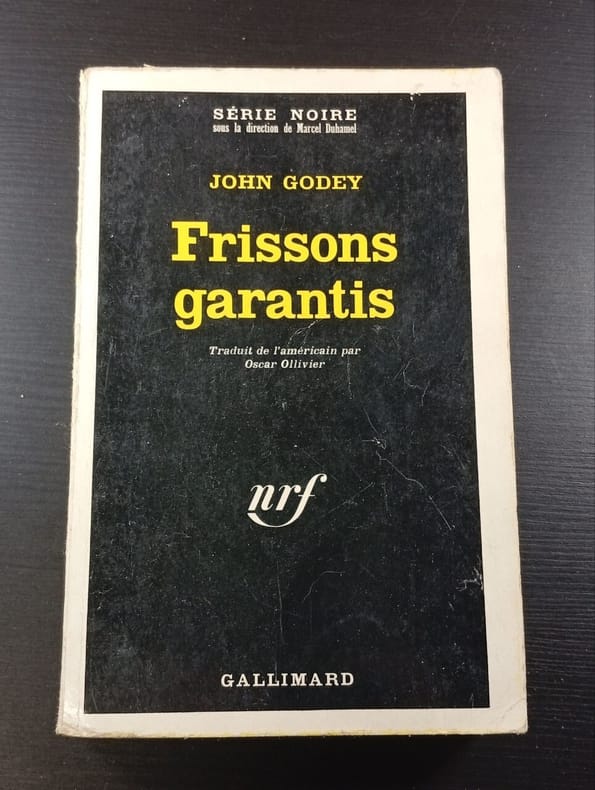 SÉRIE NOIRE
sous la direction de Marcel Duhamel
JOHN GODEY
Frissons
garantis
Traduit de l'américain par
Oscar Ollivier
nrf
GALLIMARD